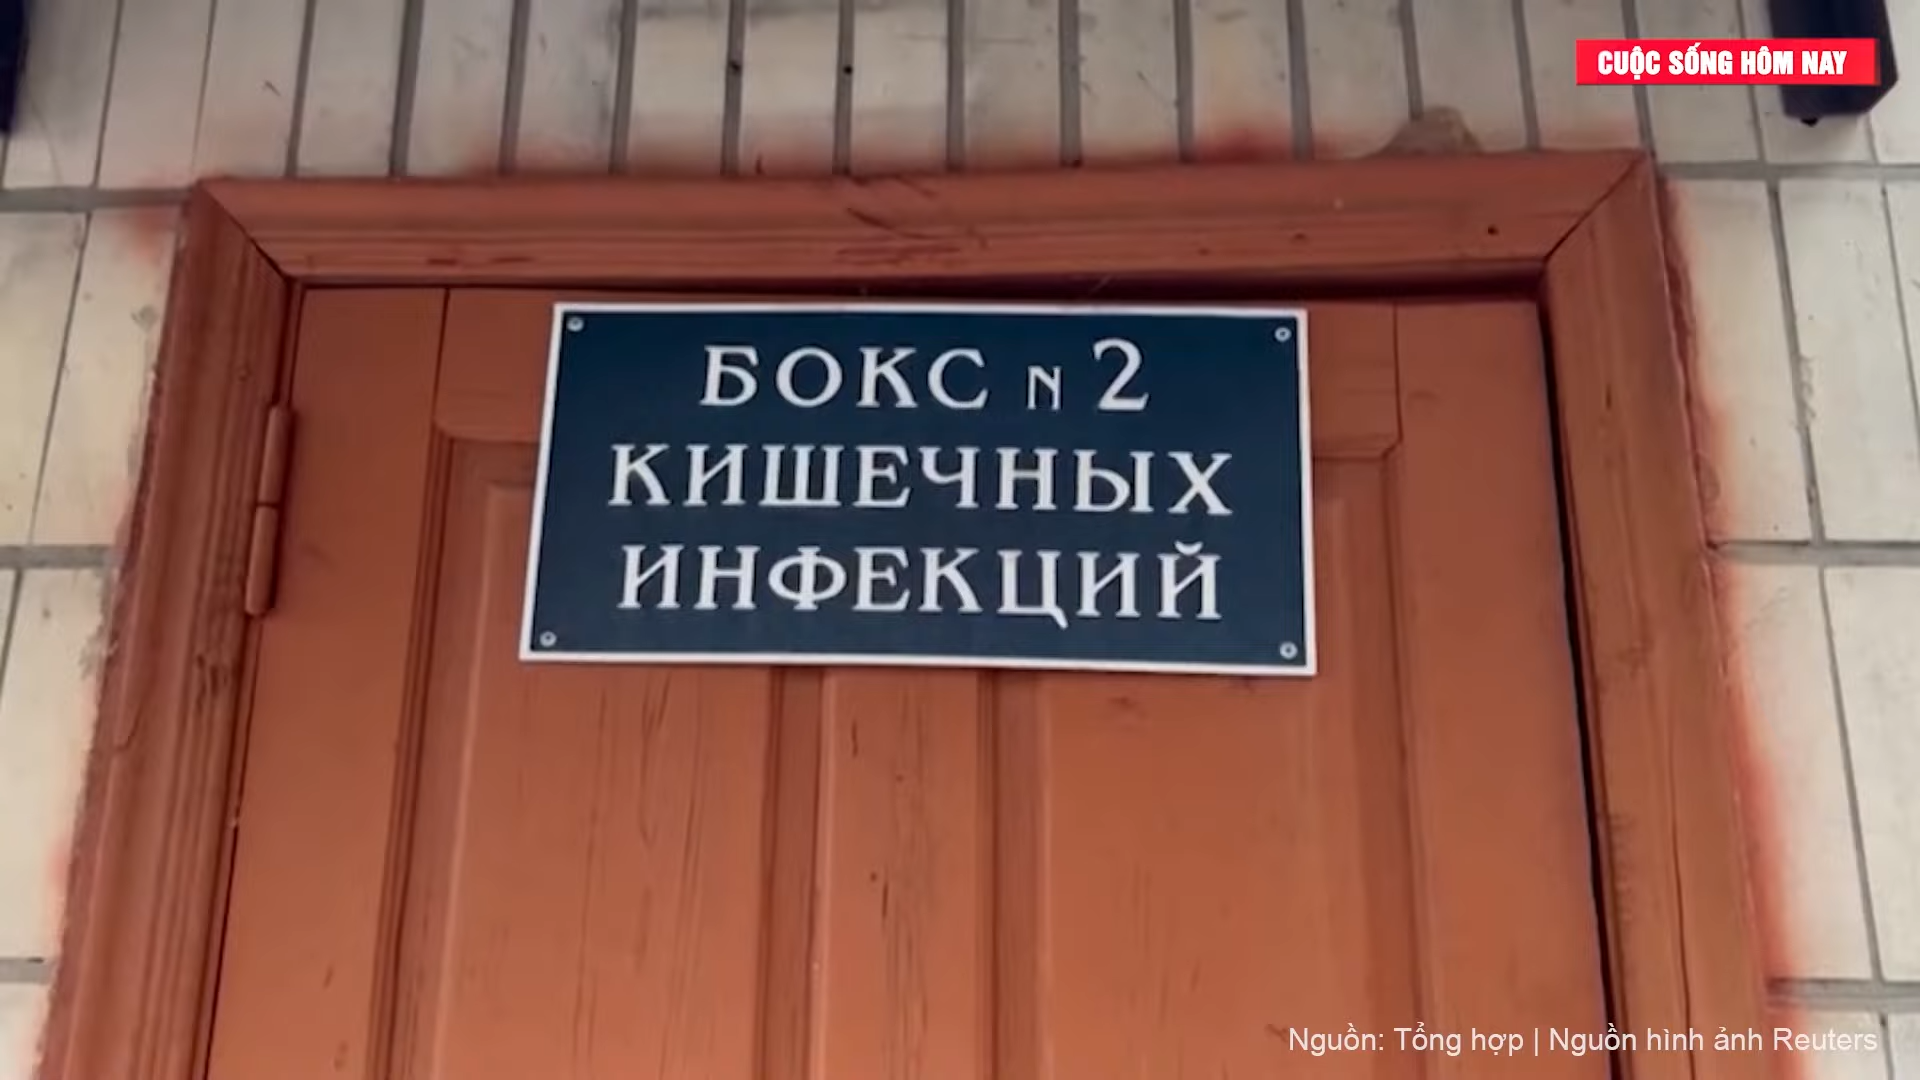 CUỘC SỐNG HÔM NAY
БОКС N 2
КИШЕЧНЫХ
ИНФЕКЦИЙ
Nguồn: Tổng hợp | Nguồn hình ảnh Reuters